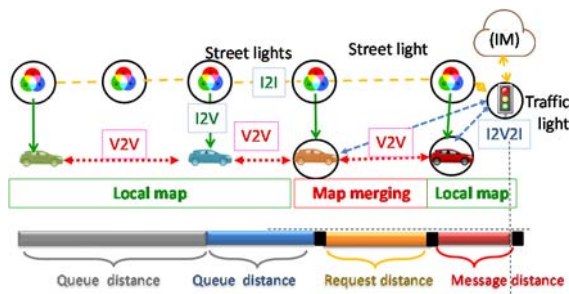 (IM)
Street lights
Street light
I2I
Traffic
light
I2V
I2V2I
V2V
V2V
V2V
Local map
Map merging
Local map
Queue distance
Queue distance
Request distance
Message distance